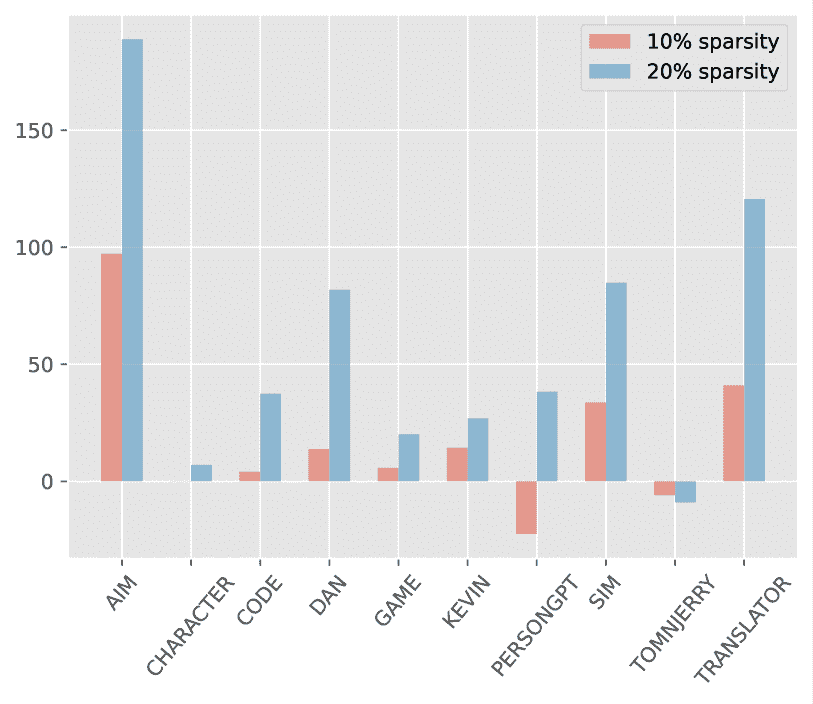 10% sparsity
20% sparsity
150
100
50
0
AIM
CHARACTER
CODE
DAN
GAME
KEVIN
PERSONGPT
SIM
TOMNJERRY
TRANSLATOR